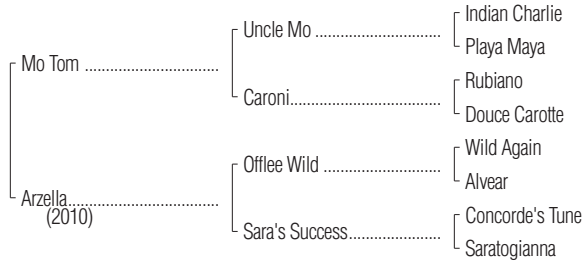 Indian Charlie
Uncle Mo ..............................
Playa Maya
Mo Tom ................................
Rubiano
Caroni...................................
Douce Carotte
Wild Again
Offlee Wild ............................
Alvear
Arzella....................................
(2010)
Concorde's Tune
Sara's Success.......................
Saratogianna